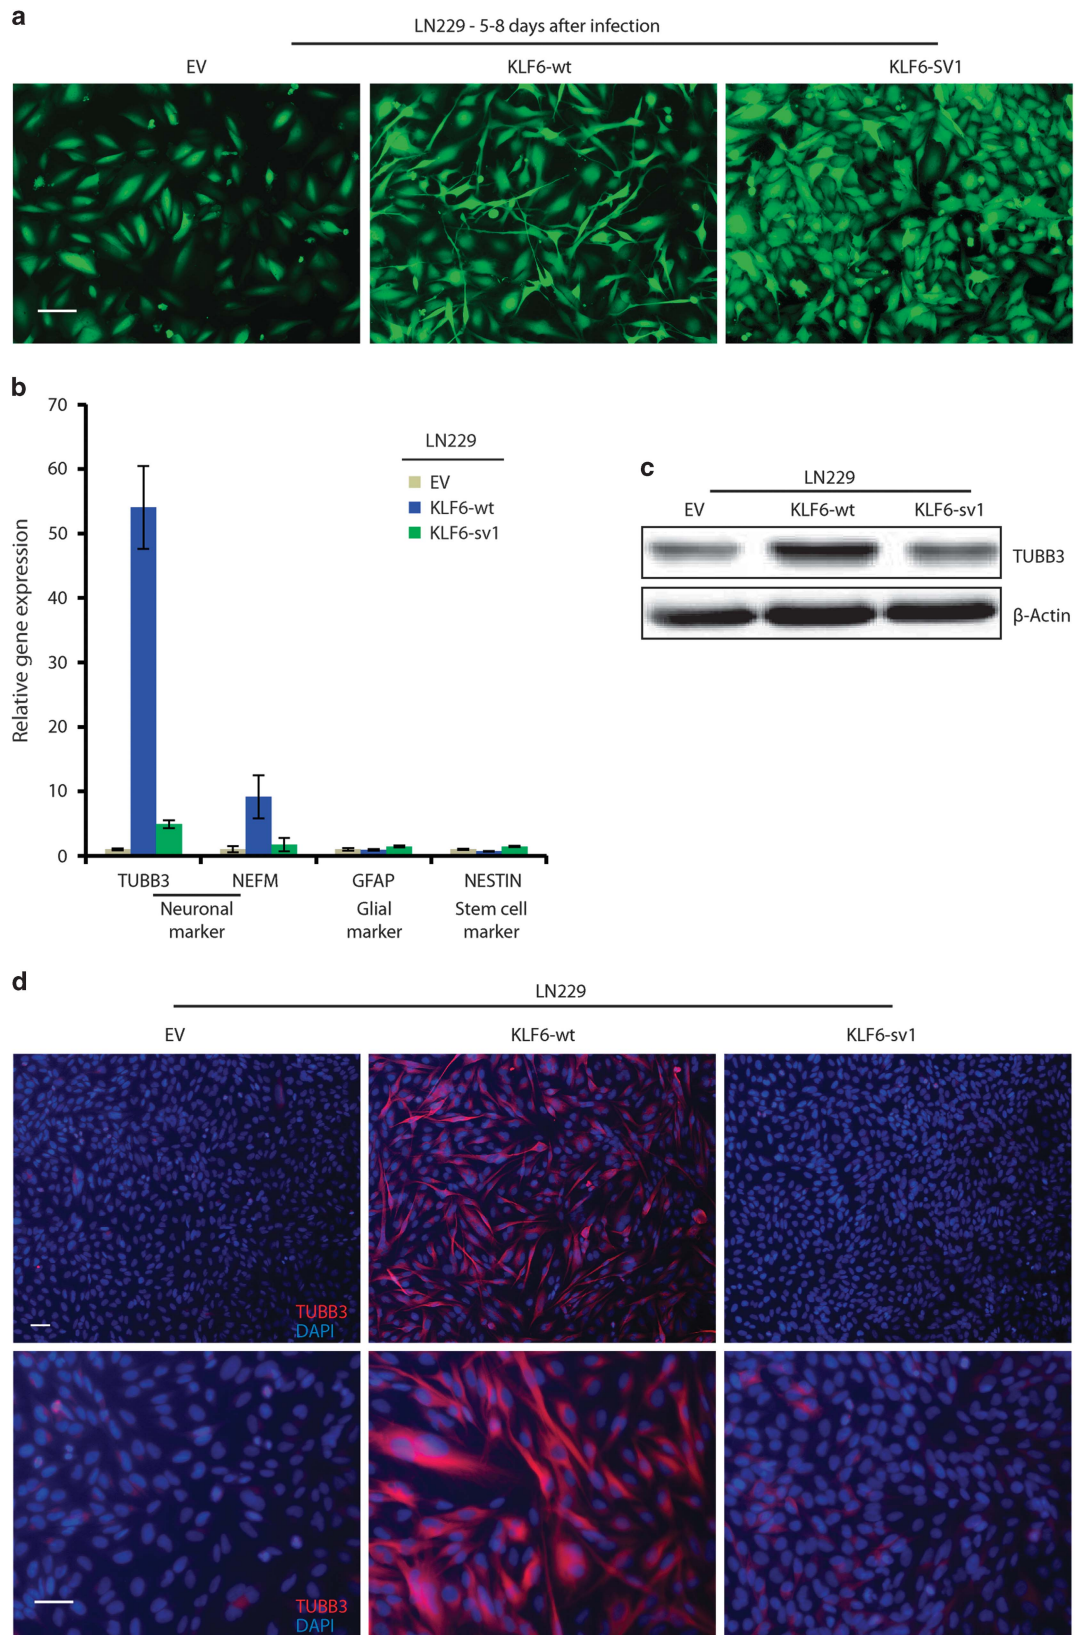 a
LN229 - 5-8 days after infection
EV
KLF6-wt
KLF6-SV1
b
70
60
50
40
30
20
10
0
Relative gene expression
LN229
EV
KLF6-wt
KLF6-sv1
TUBB3
NEFM
GFAP
NESTIN
Neuronal
marker
Glial
marker
Stem cell
marker
c
LN229
EV
KLF6-wt
KLF6-sv1
TUBB3
β-Actin
d
LN229
EV
KLF6-wt
KLF6-sv1
TUBB3
DAPI
TUBB3
DAPI